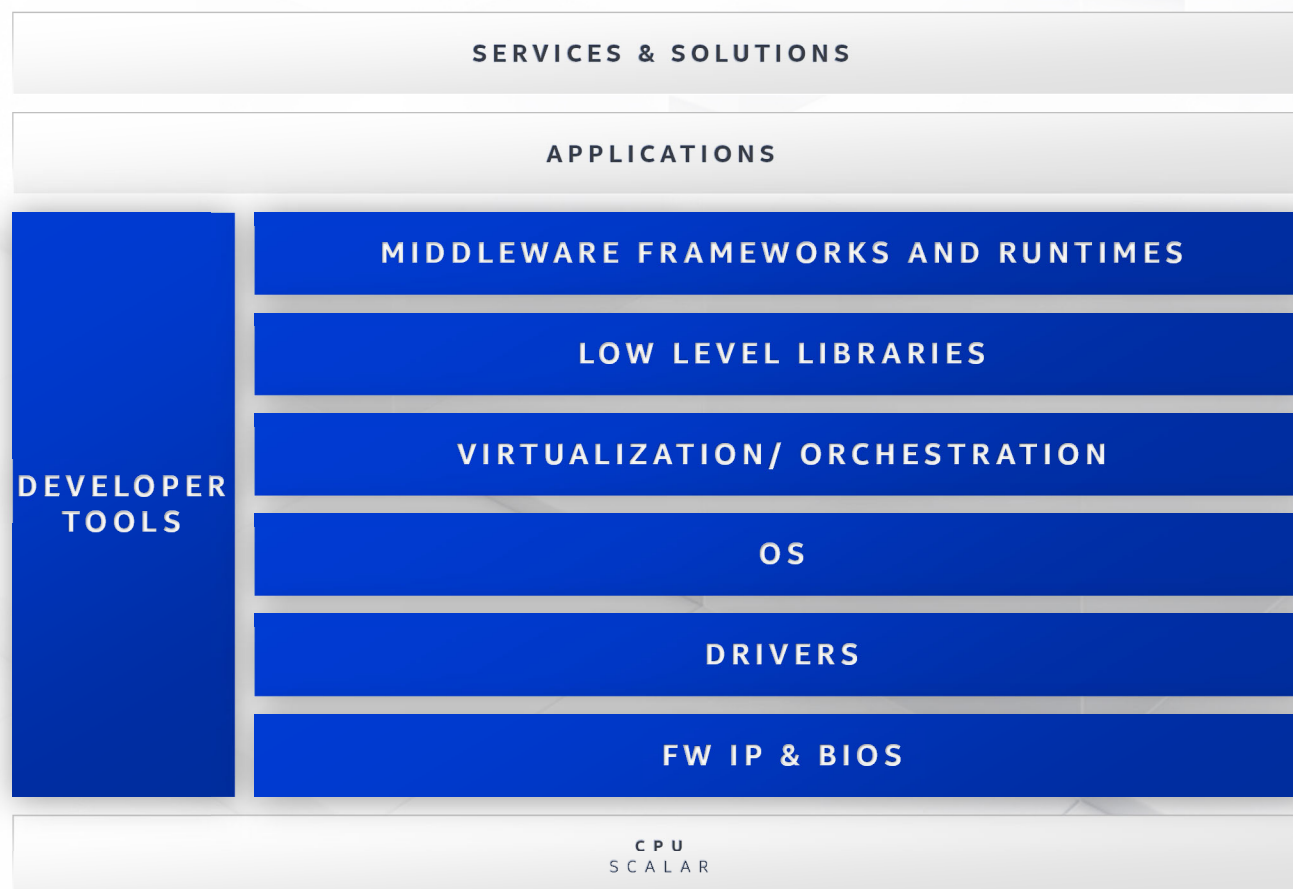 SERVICES & SOLUTIONS
APPLICATIONS
MIDDLEWARE FRAMEWORKS AND RUNTIMES
LOW LEVEL LIBRARIES
VIRTUALIZATION/ ORCHESTRATION
DEVELOPER
TOOLS
OS
DRIVERS
FW IP & BIOS
CPU
SCALAR